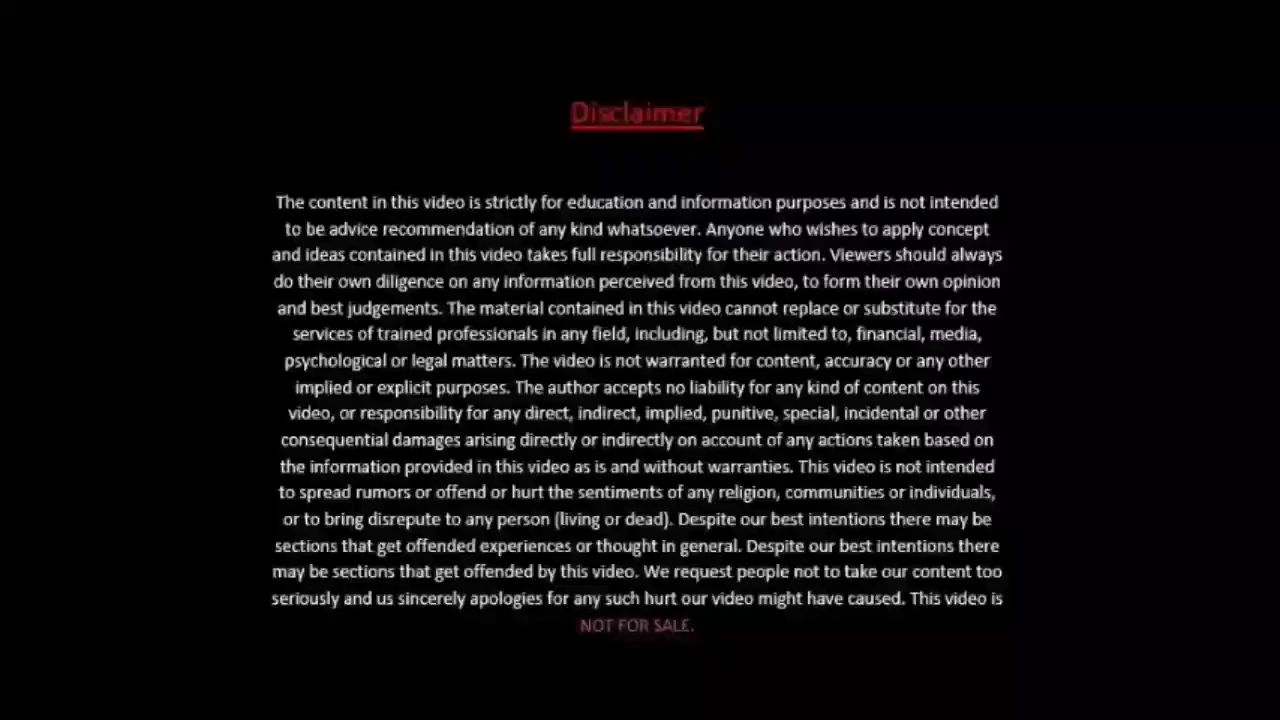 Disclaimer
The content in this video is strictly for education and information purposes and is not intended
to be advice recommendation of any kind whatsoever. Anyone who wishes to apply concept
and ideas contained in this video takes full responsibility for their action. Viewers should always
do their own diligence on any information perceived from this video, to form their own opinion
and best judgements. The material contained in this video cannot replace or substitute for the
services of trained professionals in any field, including, but not limited to, financial, media,
psychological or legal matters. The video is not warranted for content, accuracy or any other
implied or explicit purposes. The author accepts no liability for any kind of content on this
video, or responsibility for any direct, indirect, implied, punitive, special, incidental or other
consequential damages arising directly or indirectly on account of any actions taken based on
the information provided in this video as is and without warranties. This video is not intended
to spread rumors or offend or hurt the sentiments of any religion, communities or individuals,
or to bring disrepute to any person (living or dead). Despite our best intentions there may be
sections that get offended experiences or thought in general. Despite our best intentions there
may be sections that get offended by this video. We request people not to take our content too
seriously and us sincerely apologies for any such hurt our video might have caused. This video is
NOT FOR SALE.